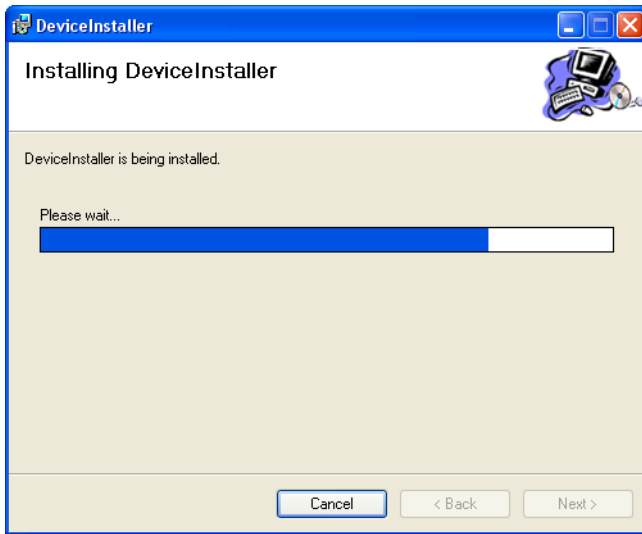 DeviceInstaller
Installing DeviceInstaller
DeviceInstaller is being installed.
Please wait...
Cancel
< Back
Next >